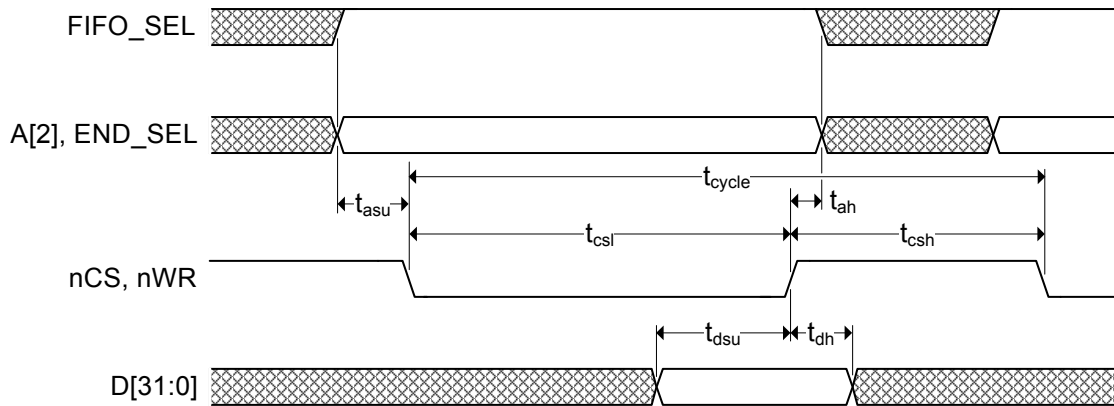 FIFO_SEL
A[2], END_SEL
tcycle
tasu
tah
tcsl
tcsh
nCS, nWR
tdsu
tdh
D[31:0]